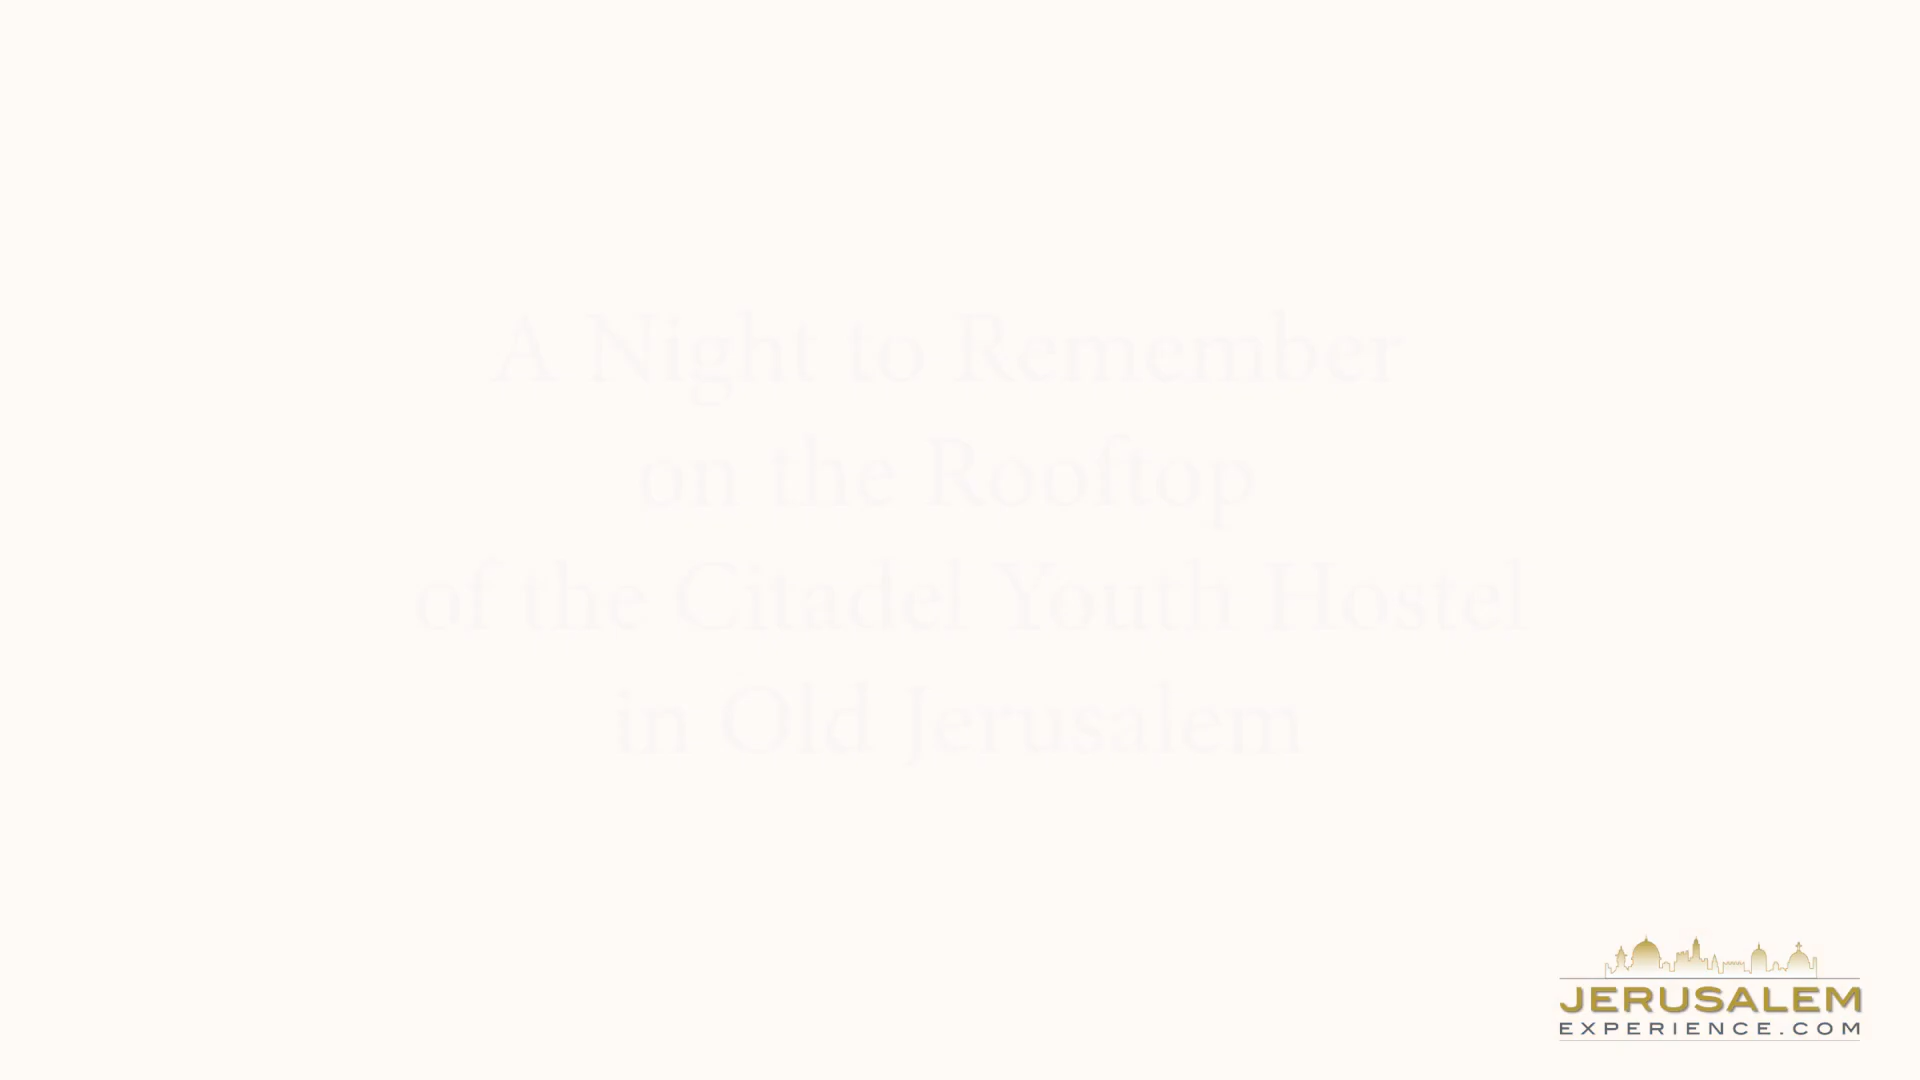 A Night to Remember
on the Rooftop
of the Citadel Youth Hostel
in Old Jerusalem
JERUSALEM
EXPERIENCE.COM